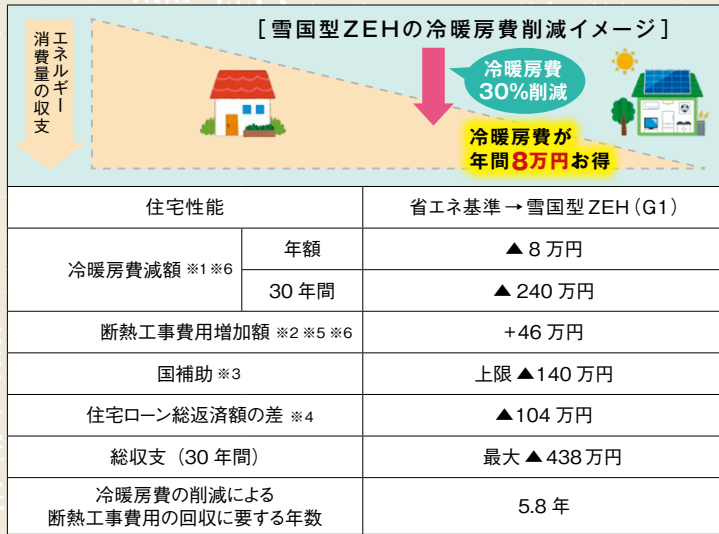 [雪国型ZEHの冷暖房費削減イメージ]
エネルギー
消費量の収支
冷暖房費
30%削減
冷暖房費が
年間8万円お得
住宅性能
省エネ基準→雪国型ZEH(G1)
冷暖房費減額 ※1※6
年額
▲8万円
30年間
▲240万円
断熱工事費用増加額 ※2※5※6
+46万円
国補助 ※3
上限▲140万円
住宅ローン総返済額の差 ※4
▲104万円
総収支(30年間)
最大▲438万円
冷暖房費の削減による
断熱工事費用の回収に要する年数
5.8年